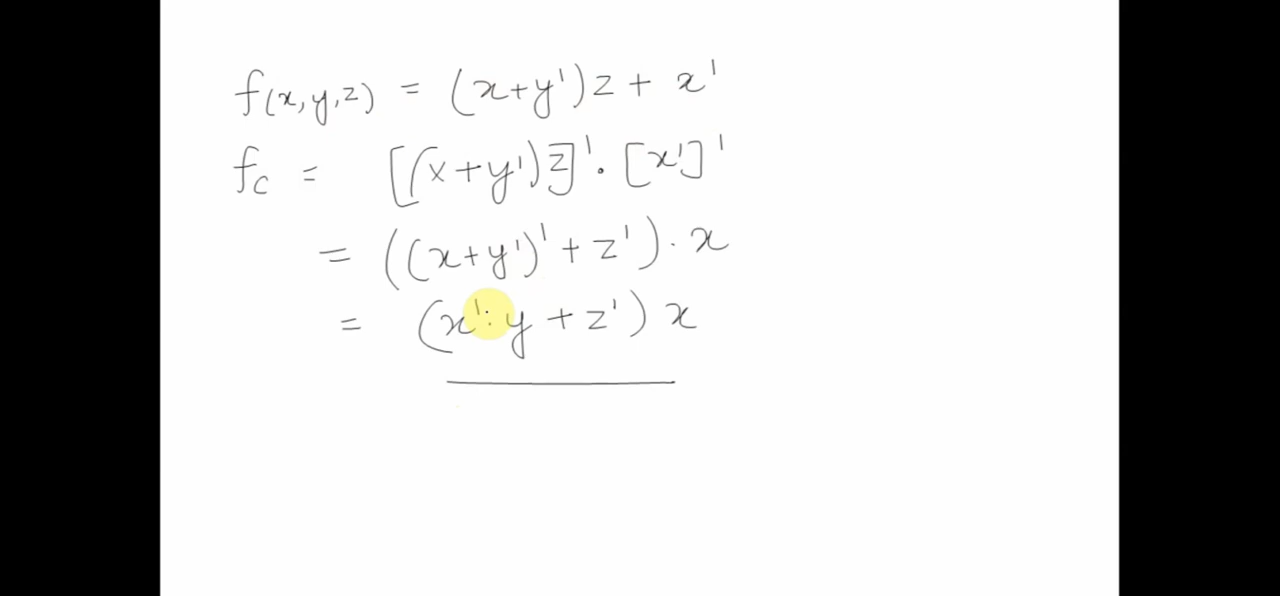 f(x,y,z) = (x+y')z + x'
fc = [(x+y')z]'.[x']'
= ((x+y')'+z').x
= (x'.y+z')x